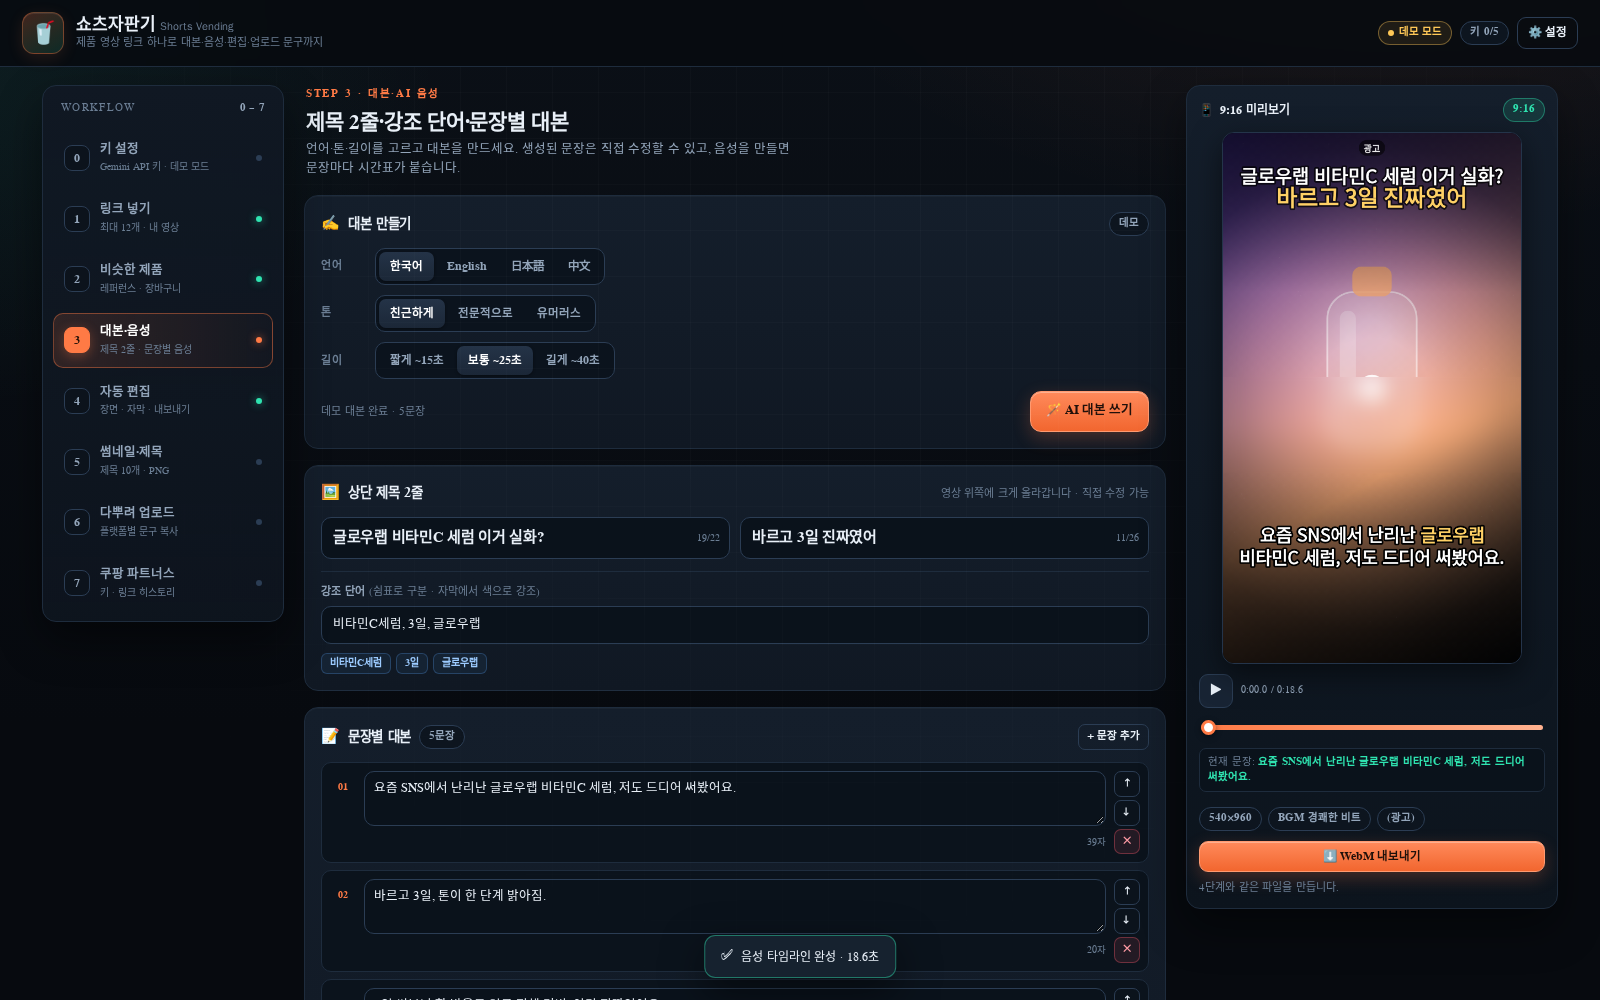 쇼츠자판기 Shorts Vending
제품 영상 링크 하나로 대본·음성·편집·업로드 문구까지
데모 모드
키 0/5
⚙️ 설정
WORKFLOW
0 – 7
0
키 설정
Gemini API 키 · 데모 모드
1
링크 넣기
최대 12개 · 내 영상
2
비슷한 제품
레퍼런스 · 장바구니
3
대본·음성
제목 2줄 · 문장별 음성
4
자동 편집
장면 · 자막 · 내보내기
5
썸네일·제목
제목 10개 · PNG
6
다뿌려 업로드
플랫폼별 문구 복사
7
쿠팡 파트너스
키 · 링크 히스토리
STEP 3 · 대본·AI 음성
제목 2줄·강조 단어·문장별 대본
언어·톤·길이를 고르고 대본을 만드세요. 생성된 문장은 직접 수정할 수 있고, 음성을 만들면
문장마다 시간표가 붙습니다.
✍️ 대본 만들기
데모
언어
한국어
English
日本語
中文
톤
친근하게
전문적으로
유머러스
길이
짧게 ~15초
보통 ~25초
길게 ~40초
데모 대본 완료 · 5문장
🪄 AI 대본 쓰기
🖼️ 상단 제목 2줄
영상 위쪽에 크게 올라갑니다 · 직접 수정 가능
글로우랩 비타민C 세럼 이거 실화?
19/22
바르고 3일 진짜였어
11/26
강조 단어 (쉼표로 구분 · 자막에서 색으로 강조)
비타민C세럼, 3일, 글로우랩
비타민C세럼
3일
글로우랩
📝 문장별 대본
5문장
+ 문장 추가
01
요즘 SNS에서 난리난 글로우랩 비타민C 세럼, 저도 드디어 써봤어요.
↑
↓
39자
✕
02
바르고 3일, 톤이 한 단계 밝아짐.
↑
↓
20자
✕
✅ 음성 타임라인 완성 · 18.6초
↑
📱 9:16 미리보기
9:16
광고
글로우랩 비타민C 세럼 이거 실화?
바르고 3일 진짜였어
요즘 SNS에서 난리난 글로우랩
비타민C 세럼, 저도 드디어 써봤어요.
▶
0:00.0 / 0:18.6
현재 문장: 요즘 SNS에서 난리난 글로우랩 비타민C 세럼, 저도 드디어
써봤어요.
540×960
BGM 경쾌한 비트
(광고)
⬇️ WebM 내보내기
4단계와 같은 파일을 만듭니다.